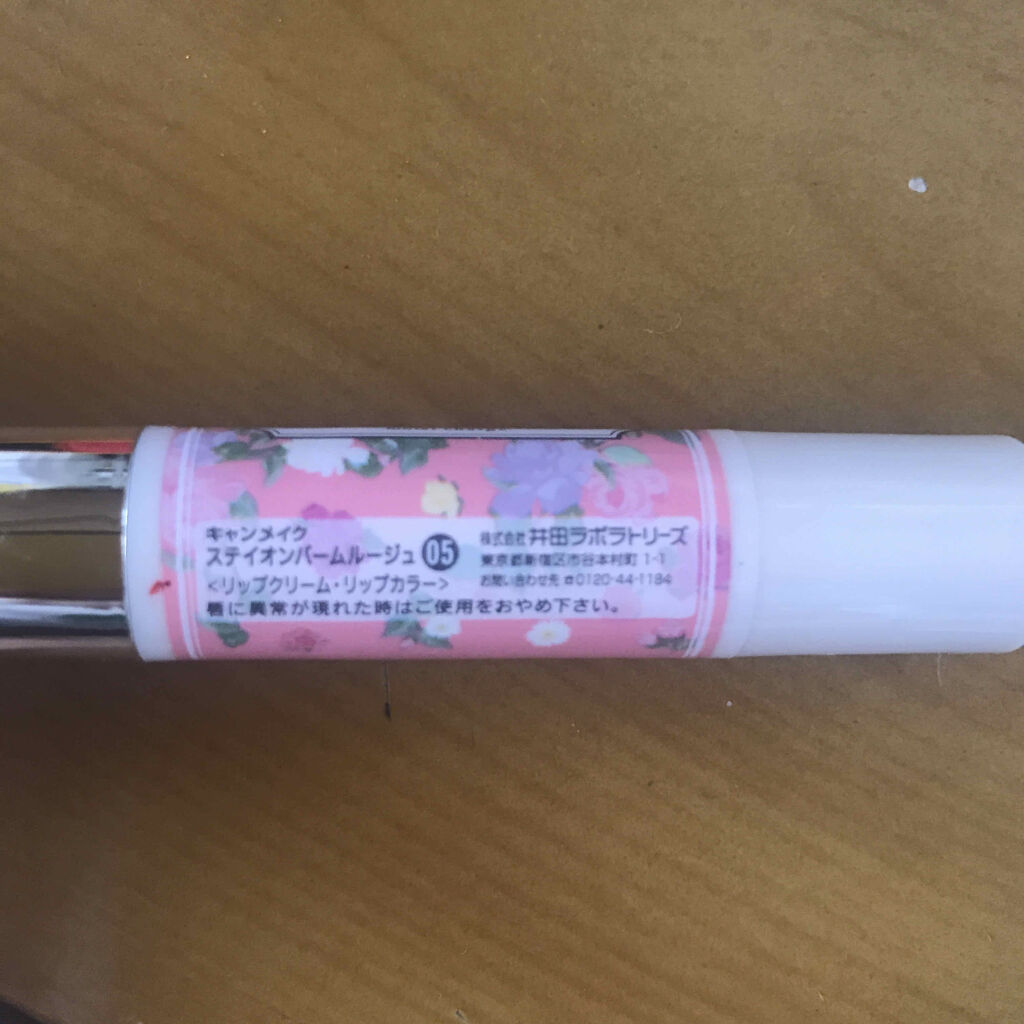 キャンメイク
ステイオンバームルージュ 05
<リップクリーム・リップカラー>
株式会社 井田ラボラトリーズ
東京都新宿区市谷本村町 1-1
お問い合わせ先 ☎0120-44-1184
唇に異常が現れた時はご使用をおやめ下さい。